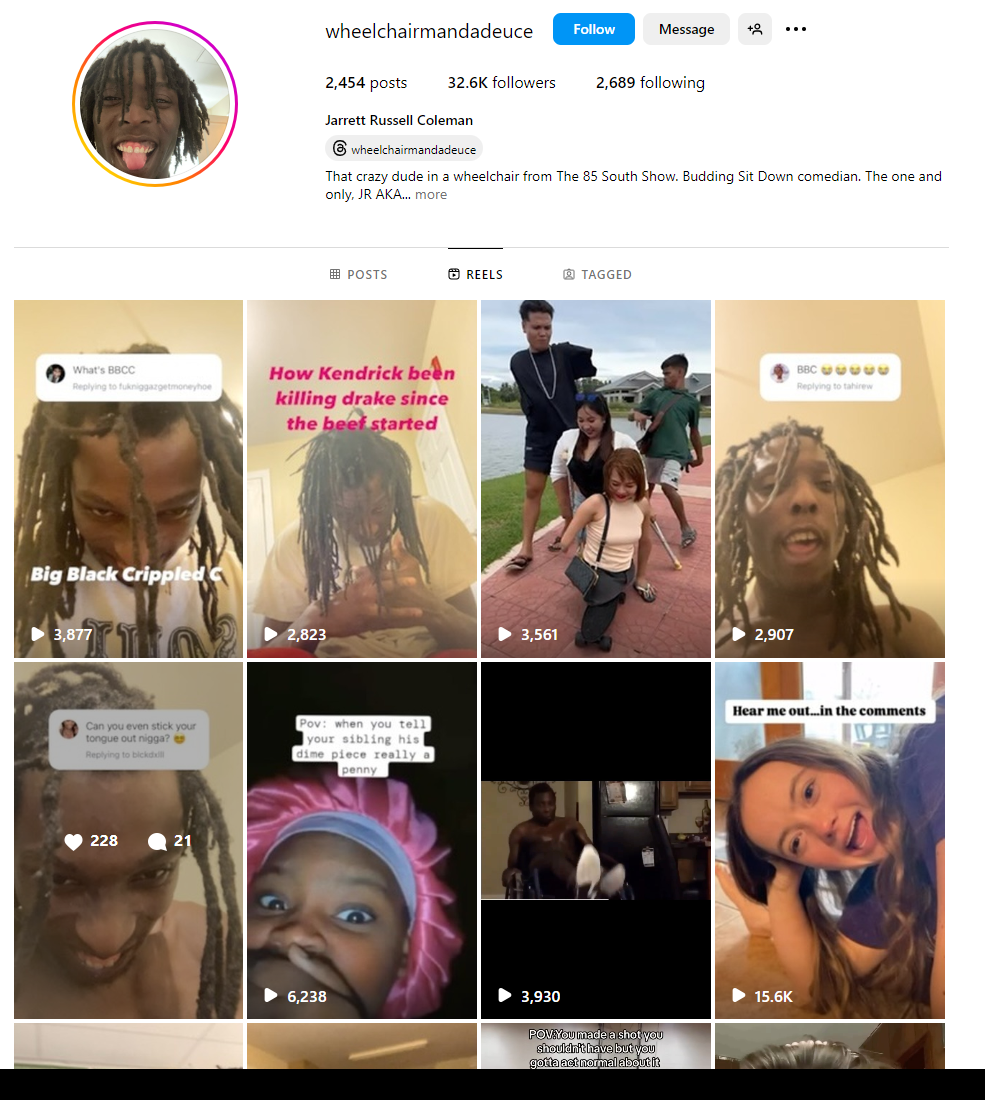 wheelchairmandadeuce
Follow
Message
2,454 posts
32.6K followers
2,689 following
Jarrett Russell Coleman
wheelchairmandadeuce
That crazy dude in a wheelchair from The 85 South Show. Budding Sit Down comedian. The one and
only, JR AKA... more
POSTS
REELS
TAGGED
What's BBCC
Replying to fukniggazgetmoneyhoe
Big Black Crippled C
3,877
How Kendrick been
killing drake since
the beef started
2,823
3,561
BBC 😂😂😂😂😂
Replying to tahirew
2,907
Can you even stick your
tongue out nigga? 😊
Replying to blckdxlll
228
21
Pov: when you tell
your sibling his
dime piece really a
penny
6,238
3,930
Hear me out...in the comments
15.6K
POV:You made a shot you
shouldn't have but you
gotta act normal about it